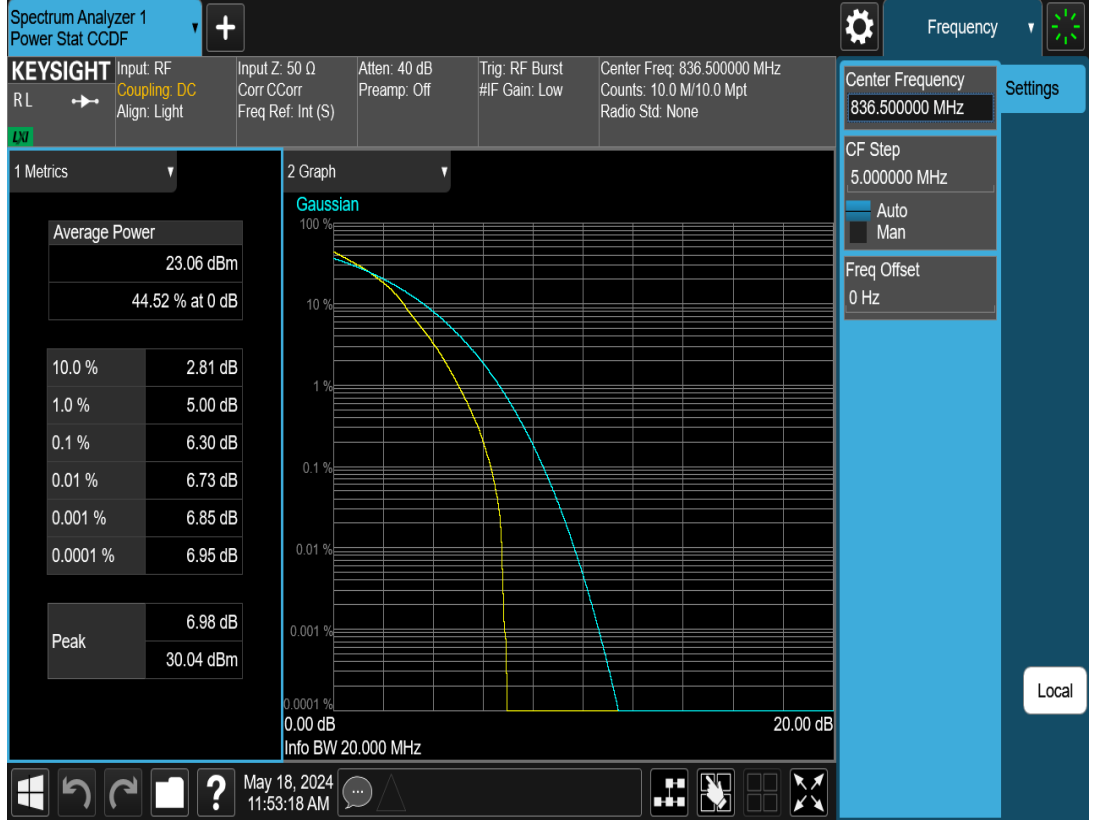 Spectrum Analyzer 1
Power Stat CCDF
+
Frequency
KEYSIGHT
RL
LXI
Input: RF
Coupling: DC
Align: Light
Input Z: 50 Ω
Corr CCorr
Freq Ref: Int (S)
Atten: 40 dB
Preamp: Off
Trig: RF Burst
#IF Gain: Low
Center Freq: 836.500000 MHz
Counts: 10.0 M/10.0 Mpt
Radio Std: None
Center Frequency
836.500000 MHz
Settings
CF Step
5.000000 MHz
Auto
Man
Freq Offset
0 Hz
1 Metrics
Average Power
23.06 dBm
44.52 % at 0 dB
10.0 % 2.81 dB
1.0 % 5.00 dB
0.1 % 6.30 dB
0.01 % 6.73 dB
0.001 % 6.85 dB
0.0001 % 6.95 dB
Peak
6.98 dB
30.04 dBm
2 Graph
Gaussian
100 %
10 %
1 %
0.1 %
0.01 %
0.001 %
0.0001 %
0.00 dB 20.00 dB
Info BW 20.000 MHz
Local
?
May 18, 2024
11:53:18 AM